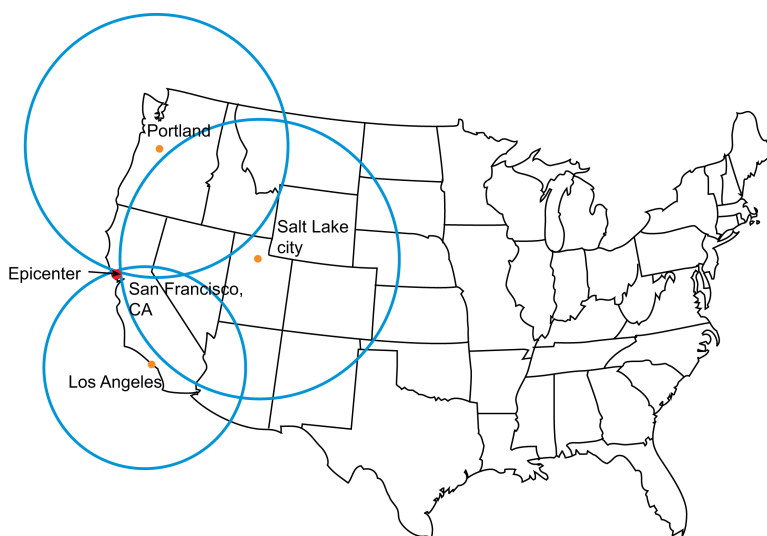 Portland
Salt Lake
city
Epicenter
San Francisco,
CA
Los Angeles